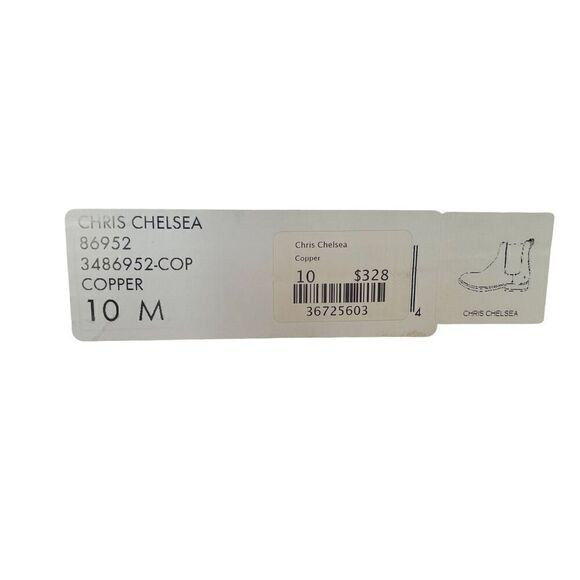 CHRIS CHELSEA
86952
3486952-COP
COPPER
10 M
Chris Chelsea
Copper
10 $328
36725603
4
CHRIS CHELSEA